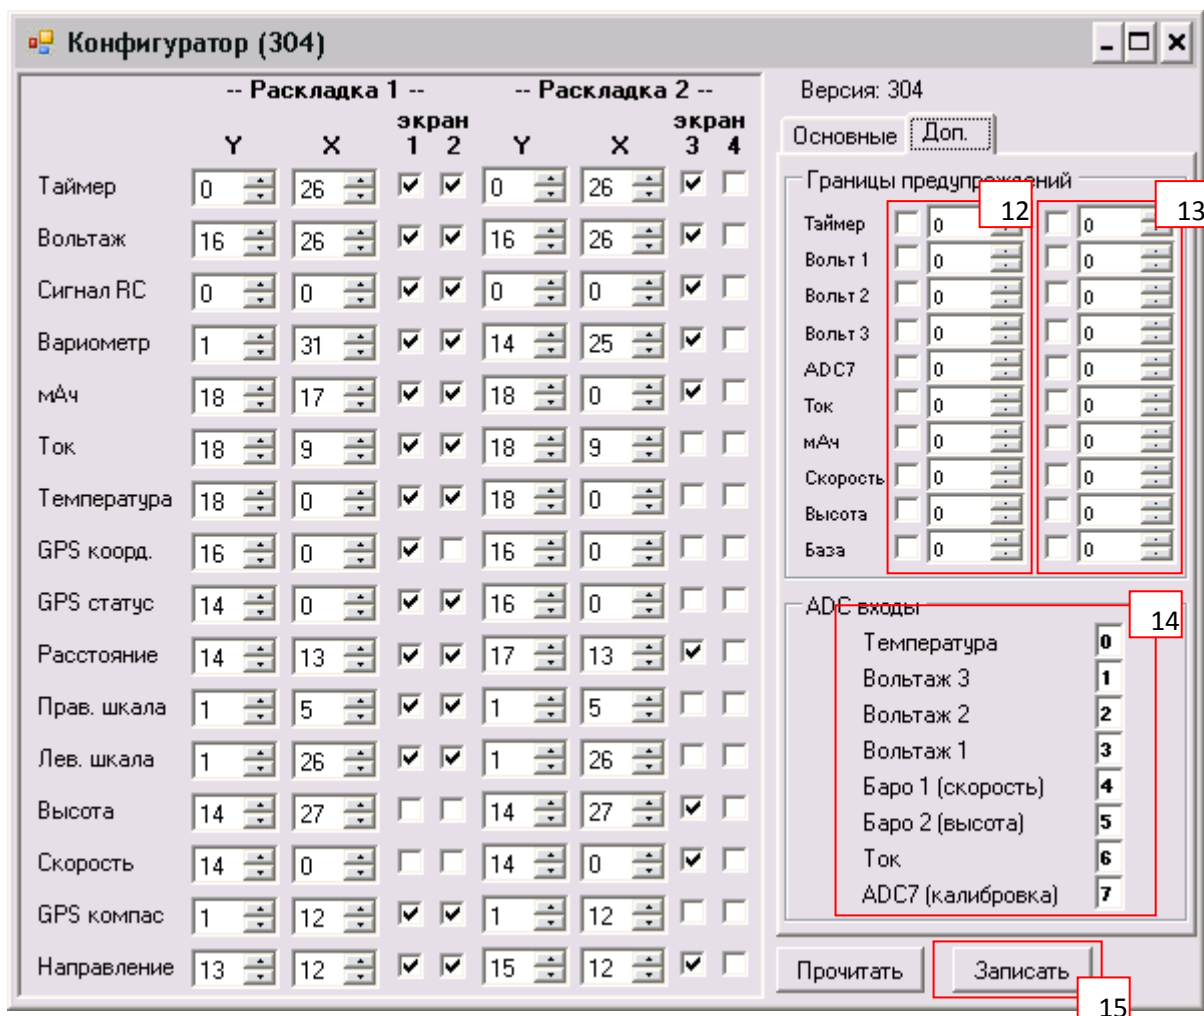 Конфигуратор (304)
-- Раскладка 1 -- -- Раскладка 2 --
экран экран
Y X 1 2 Y X 3 4
Таймер 0 26 0 26
Вольтаж 16 26 16 26
Сигнал RC 0 0 0 0
Вариометр 1 31 14 25
мАч 18 17 18 0
Ток 18 9 18 9
Температура 18 0 18 0
GPS коорд. 16 0 16 0
GPS статус 14 0 16 0
Расстояние 14 13 17 13
Прав. шкала 1 5 1 5
Лев. шкала 1 26 1 26
Высота 14 27 14 27
Скорость 14 0 14 0
GPS компас 1 12 1 12
Направление 13 12 15 12
Версия: 304
Основные Доп.
Границы предупреждений
12 13
Таймер 0 0
Вольт 1 0 0
Вольт 2 0 0
Вольт 3 0 0
ADC7 0 0
Ток 0 0
мАч 0 0
Скорость 0 0
Высота 0 0
База 0 0
ADC входы
14
Температура 0
Вольтаж 3 1
Вольтаж 2 2
Вольтаж 1 3
Баро 1 (скорость) 4
Баро 2 (высота) 5
Ток 6
ADC7 (калибровка) 7
Прочитать Записать
15